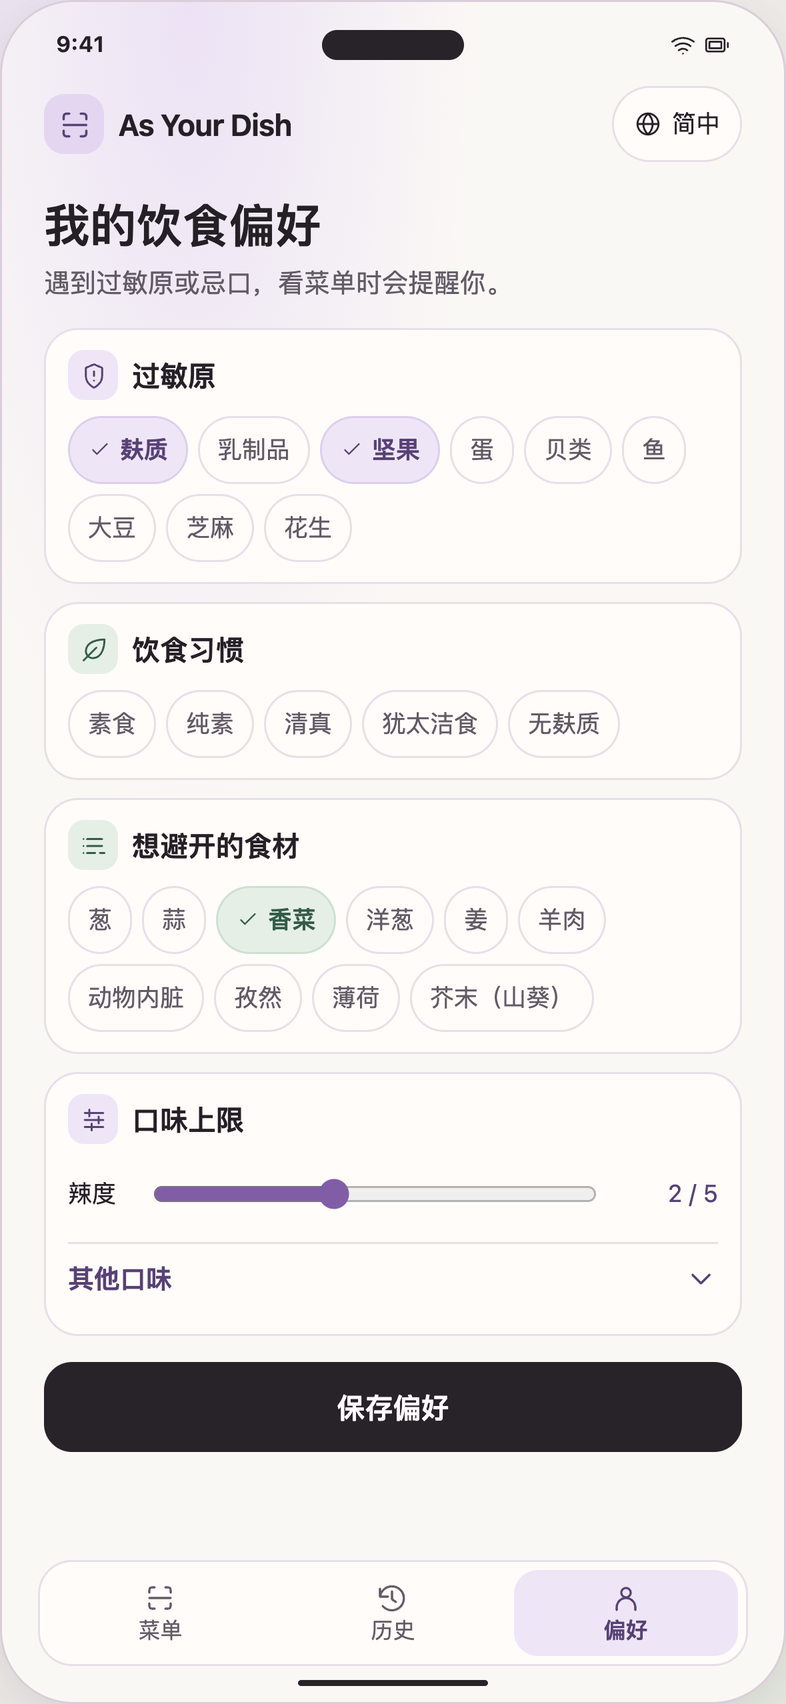 9:41
As Your Dish
简中
我的饮食偏好
遇到过敏原或忌口，看菜单时会提醒你。
过敏原
麸质 乳制品 坚果 蛋 贝类 鱼
大豆 芝麻 花生
饮食习惯
素食 纯素 清真 犹太洁食 无麸质
想避开的食材
葱 蒜 香菜 洋葱 姜 羊肉
动物内脏 孜然 薄荷 芥末（山葵）
口味上限
辣度 2 / 5
其他口味
保存偏好
菜单 历史 偏好